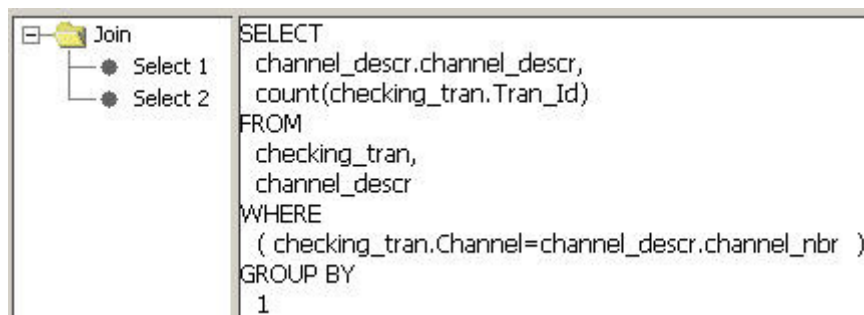 Join
Select 1
Select 2
SELECT
channel_descr.channel_descr,
count(checking_tran.Tran_Id)
FROM
checking_tran,
channel_descr
WHERE
( checking_tran.Channel=channel_descr.channel_nbr )
GROUP BY
1